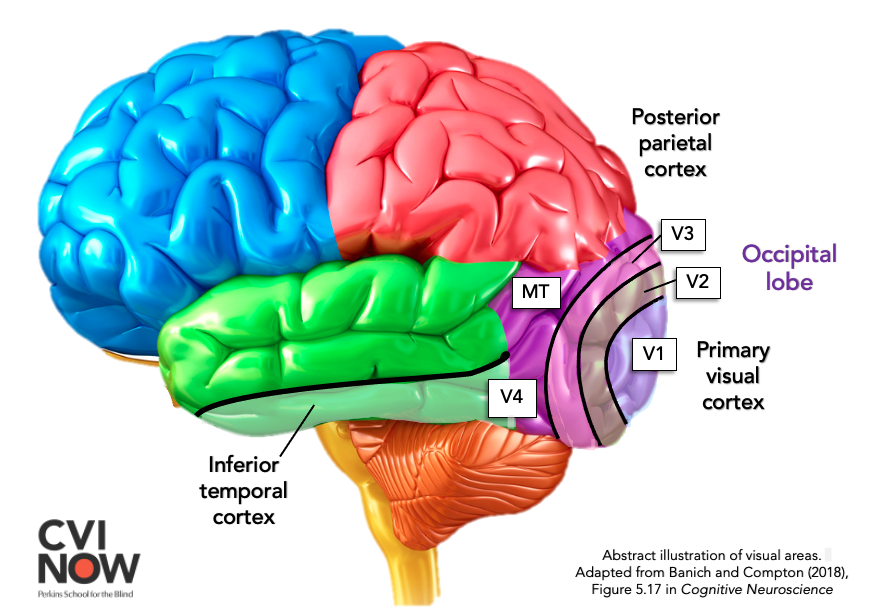 Posterior
parietal
cortex
V3
Occipital
lobe
V2
MT
V1
Primary
visual
cortex
V4
Inferior
temporal
cortex
CVI
NOW
Perkins School for the Blind
Abstract illustration of visual areas.
Adapted from Banich and Compton (2018),
Figure 5.17 in Cognitive Neuroscience